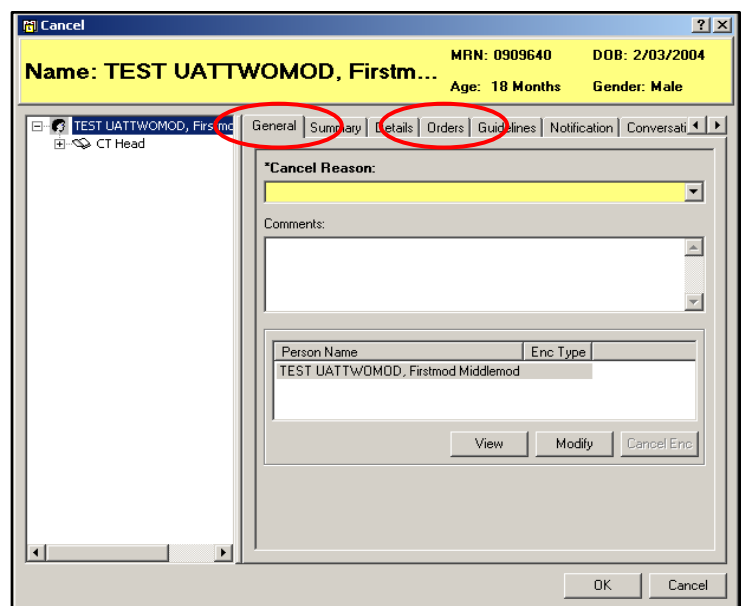 Cancel
Name: TEST UATTWOMOD, Firstm...
MRN: 0909640 DOB: 2/03/2004
Age: 18 Months Gender: Male
TEST UATTWOMOD, Firstmo
CT Head
General Summary Details Orders Guidelines Notification Conversati
*Cancel Reason:
Comments:
Person Name Enc Type
TEST UATTWOMOD, Firstmod Middlemod
View Modify Cancel Enc
OK Cancel